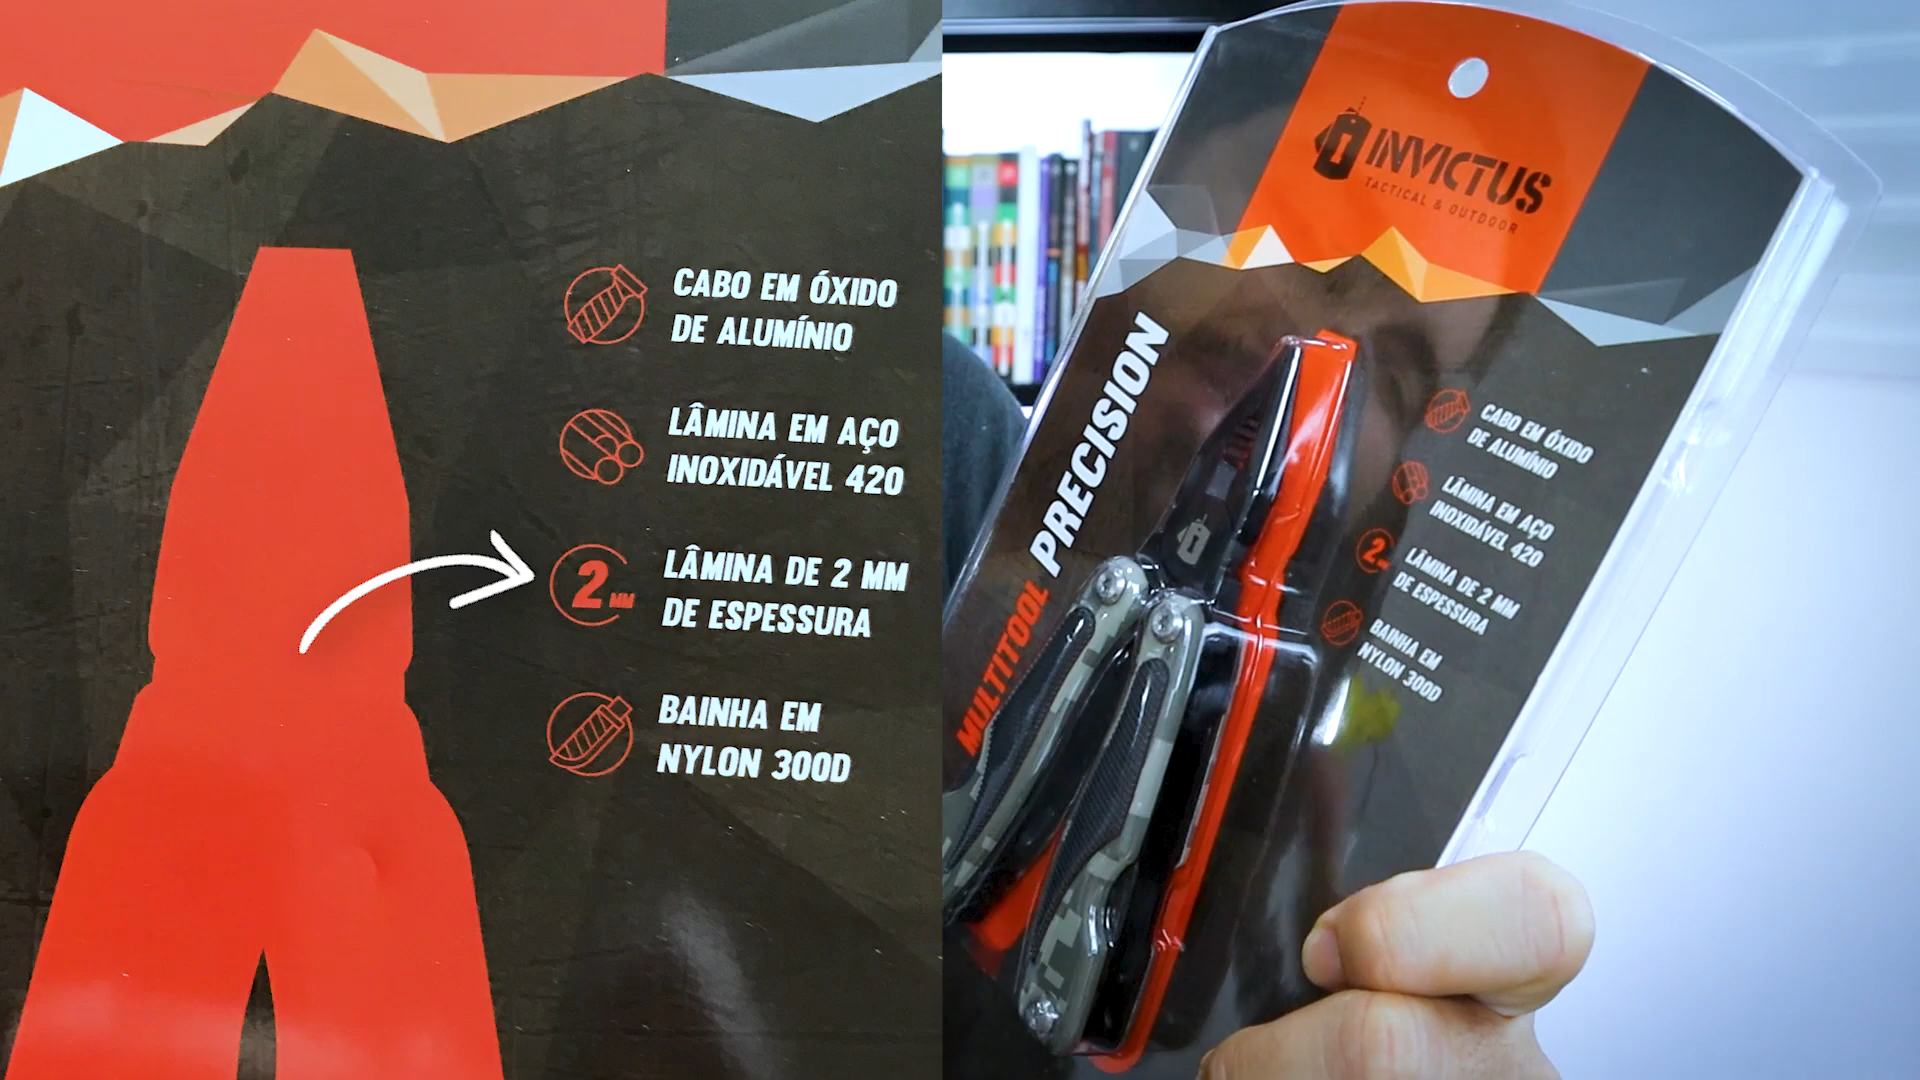 CABO EM ÓXIDO
DE ALUMÍNIO
LÂMINA EM AÇO
INOXIDÁVEL 420
2 MM
LÂMINA DE 2 MM
DE ESPESSURA
BAINHA EM
NYLON 300D
INVICTUS
TACTICAL & OUTDOOR
MULTITOOL PRECISION
CABO EM ÓXIDO
DE ALUMÍNIO
LÂMINA EM AÇO
INOXIDÁVEL 420
2
LÂMINA DE 2 MM
DE ESPESSURA
BAINHA EM
NYLON 300D